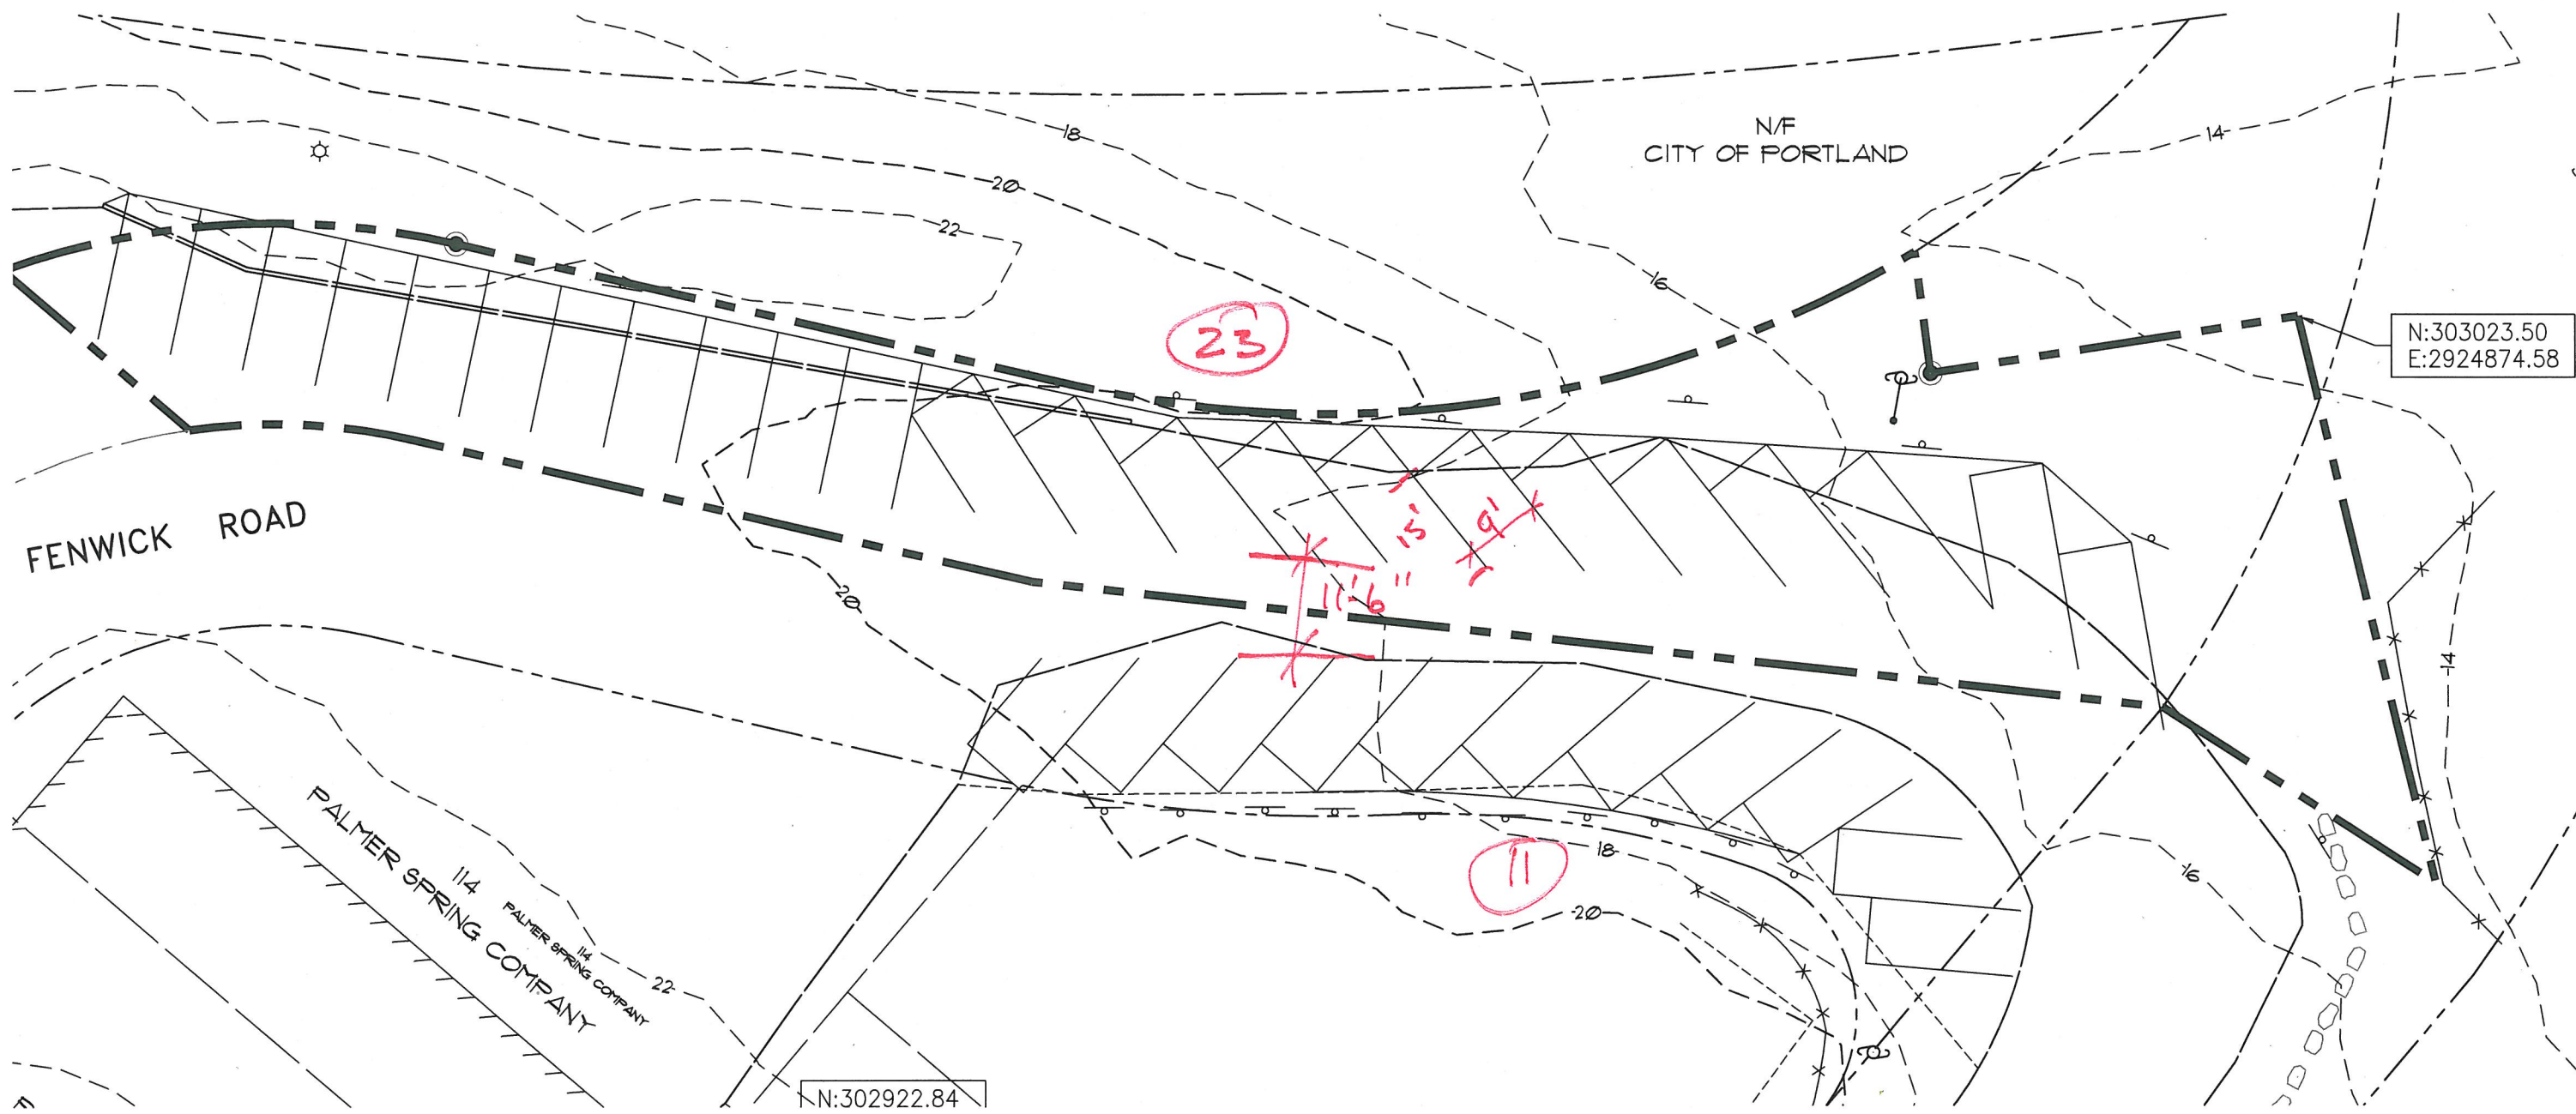 N/F
CITY OF PORTLAND
18
14
20
22
16
23
N:303023.50
E:2924874.58
15'
9'
11'-6"
FENWICK ROAD
20
14
18
11
16
20
114
PALMER SPRING COMPANY
114
PALMER SPRING COMPANY
22
N:302922.84